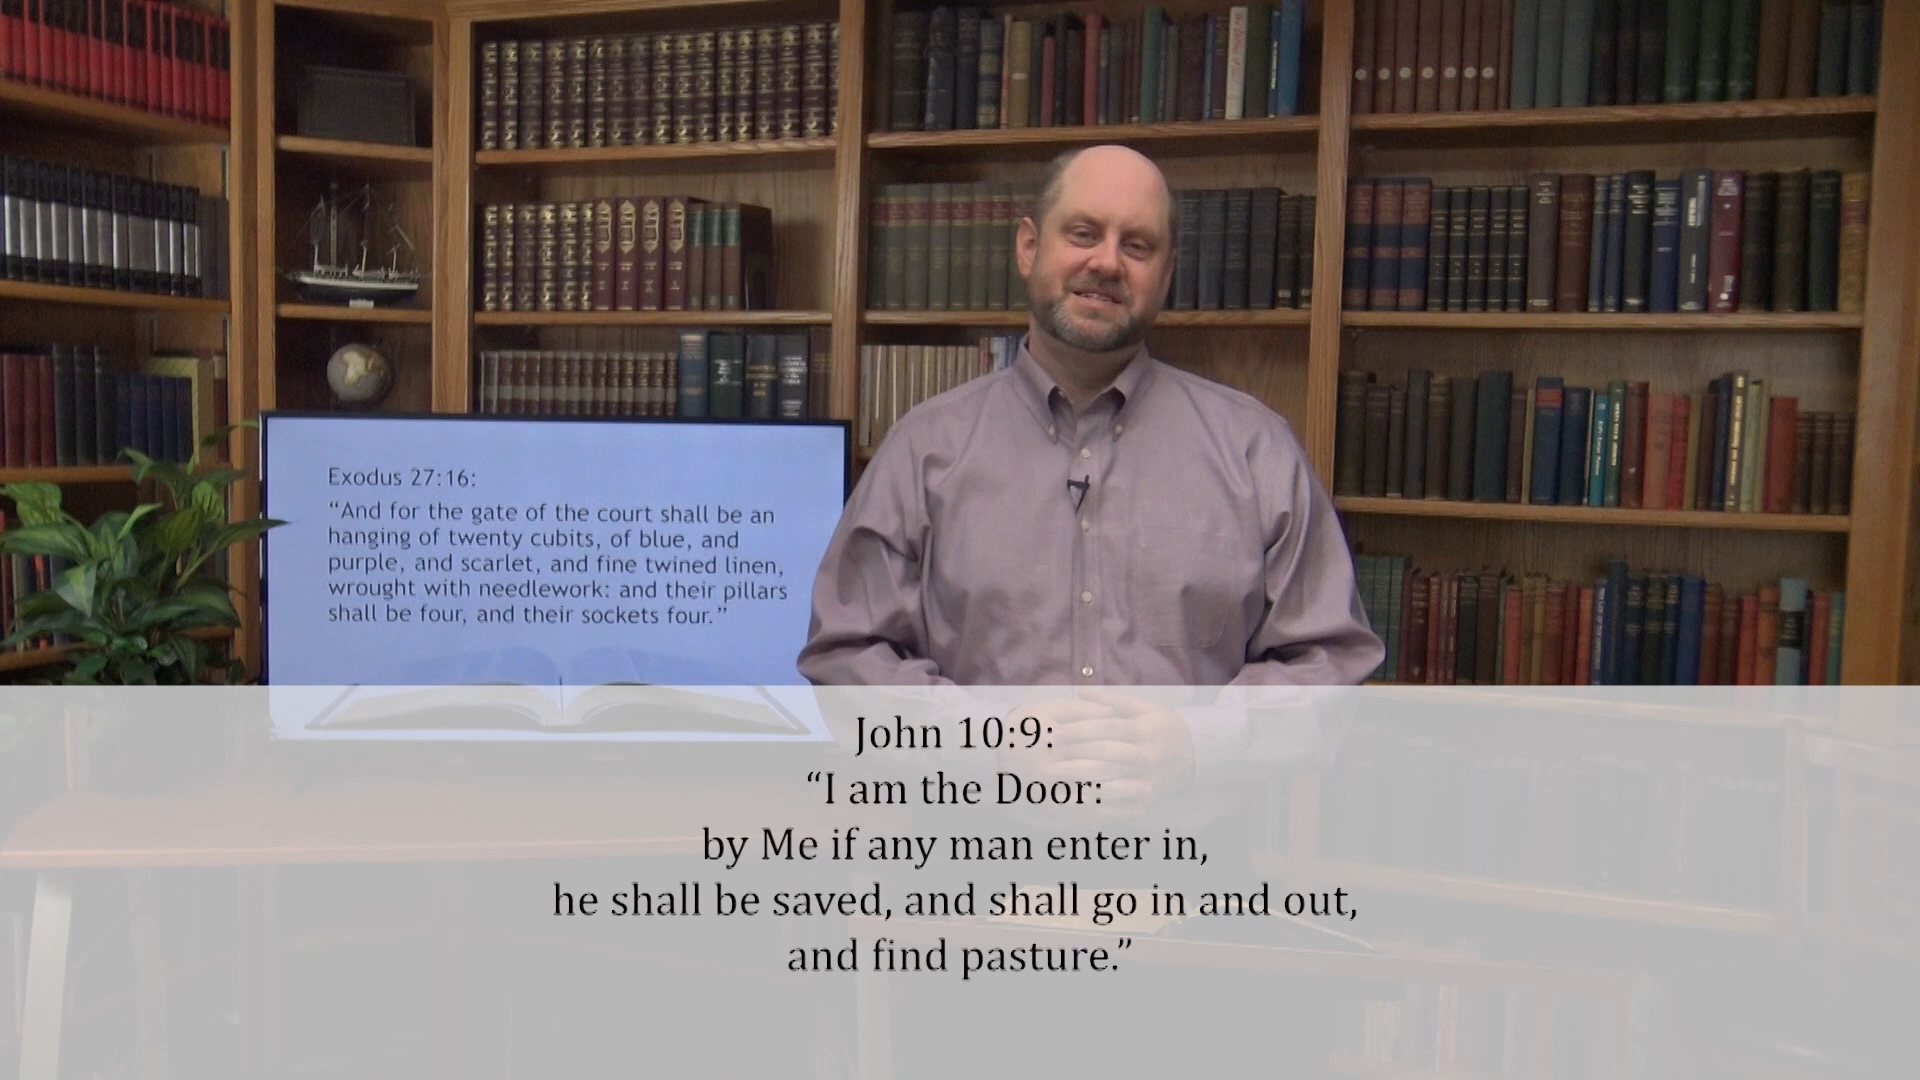 Exodus 27:16:
“And for the gate of the court shall be an
hanging of twenty cubits, of blue, and
purple, and scarlet, and fine twined linen,
wrought with needlework: and their pillars
shall be four, and their sockets four.”
John 10:9:
“I am the Door:
by Me if any man enter in,
he shall be saved, and shall go in and out,
and find pasture.”